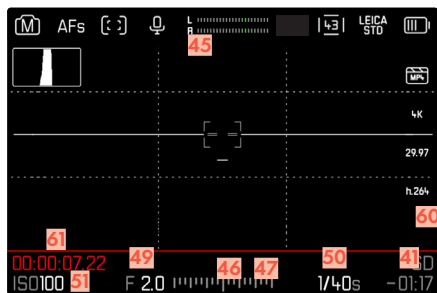 M AFs L |43| LEICA
R STD
45
MP4
4K
29.97
h.264
60
61 49 46 47 50 41
00:00:07.22 SD
ISO100 51 F 2.0 1/40s -01:17